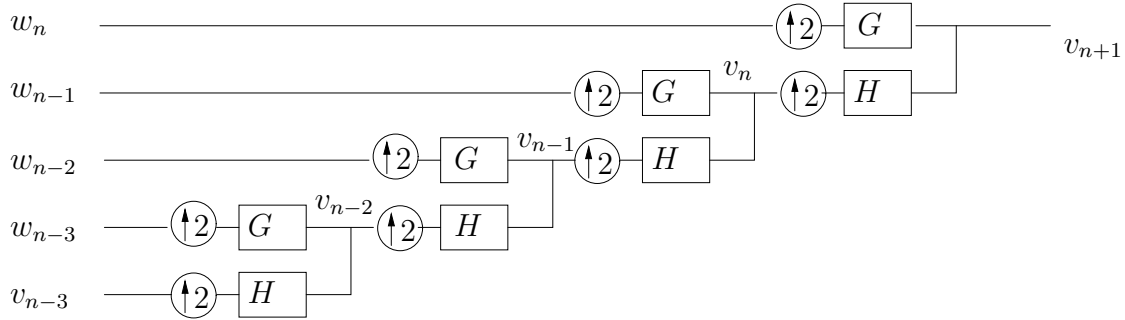 w_n ↑2 G
v_{n+1}
w_{n-1} ↑2 G v_n ↑2 H
w_{n-2} ↑2 G v_{n-1} ↑2 H
w_{n-3} ↑2 G v_{n-2} ↑2 H
v_{n-3} ↑2 H